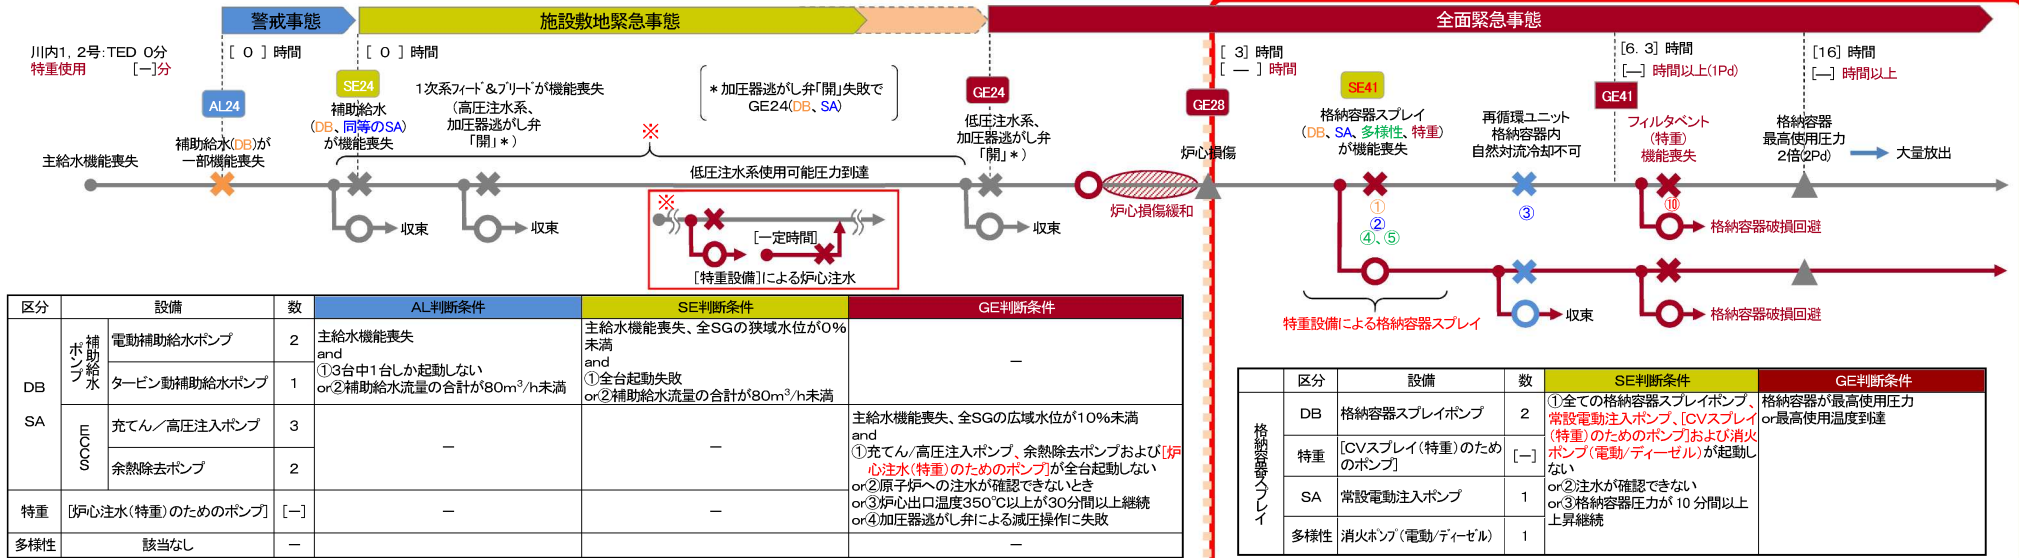 警戒事態
施設敷地緊急事態
全面緊急事態
川内1, 2号:TED 0分
特重使用 [―]分
[ 0 ] 時間
[ 0 ] 時間
[ 3] 時間
[ ― ] 時間
[6. 3] 時間
[―] 時間以上(1Pd)
[16] 時間
[―] 時間以上
AL24
SE24
GE24
GE28
SE41
GE41
主給水機能喪失
補助給水(DB)が
一部機能喪失
補助給水
(DB、同等のSA)
が機能喪失
1次系フィード&ブリードが機能喪失
(高圧注水系、
加圧器逃がし弁
「開」*)
*加圧器逃がし弁「開」失敗で
GE24(DB、SA)
※
低圧注水系使用可能圧力到達
低圧注水系、
加圧器逃がし弁
「開」*)
炉心損傷
炉心損傷緩和
格納容器スプレイ
(DB、SA、多様性、特重)
が機能喪失
①
②
④、⑤
再循環ユニット
格納容器内
自然対流冷却不可
③
フィルタベント
(特重)
機能喪失
⑩
格納容器
最高使用圧力
2倍(2Pd)
大量放出
収束
収束
収束
格納容器破損回避
※
[一定時間]
[特重設備]による炉心注水
特重設備による格納容器スプレイ
収束
格納容器破損回避
区分 設備 数 AL判断条件 SE判断条件 GE判断条件
DB
SA
補助給水
ポンプ
電動補助給水ポンプ 2
タービン動補助給水ポンプ 1
主給水機能喪失
and
①3台中1台しか起動しない
or②補助給水流量の合計が80m³/h未満
主給水機能喪失、全SGの狭域水位が0%
未満
and
①全台起動失敗
or②補助給水流量の合計が80m³/h未満
―
ECCS
充てん/高圧注入ポンプ 3
余熱除去ポンプ 2
―
―
主給水機能喪失、全SGの広域水位が10%未満
and
①充てん/高圧注入ポンプ、余熱除去ポンプおよび[炉
心注水(特重)のためのポンプ]が全台起動しない
or②原子炉への注水が確認できないとき
or③炉心出口温度350℃以上が30分間以上継続
or④加圧器逃がし弁による減圧操作に失敗
特重 [炉心注水(特重)のためのポンプ] [―] ― ―
多様性 該当なし ― ―
区分 設備 数 SE判断条件 GE判断条件
格納容器スプレイ
DB 格納容器スプレイポンプ 2
特重 [CVスプレイ(特重)のため
のポンプ] [―]
SA 常設電動注入ポンプ 1
多様性 消火ポンプ(電動/ディーゼル) 1
①全ての格納容器スプレイポンプ、
常設電動注入ポンプ、[CVスプレイ
(特重)のためのポンプ]および消火
ポンプ(電動/ディーゼル)が起動し
ない
or②注水が確認できない
or③格納容器圧力が 10 分間以上
上昇継続
格納容器が最高使用圧力
or最高使用温度到達